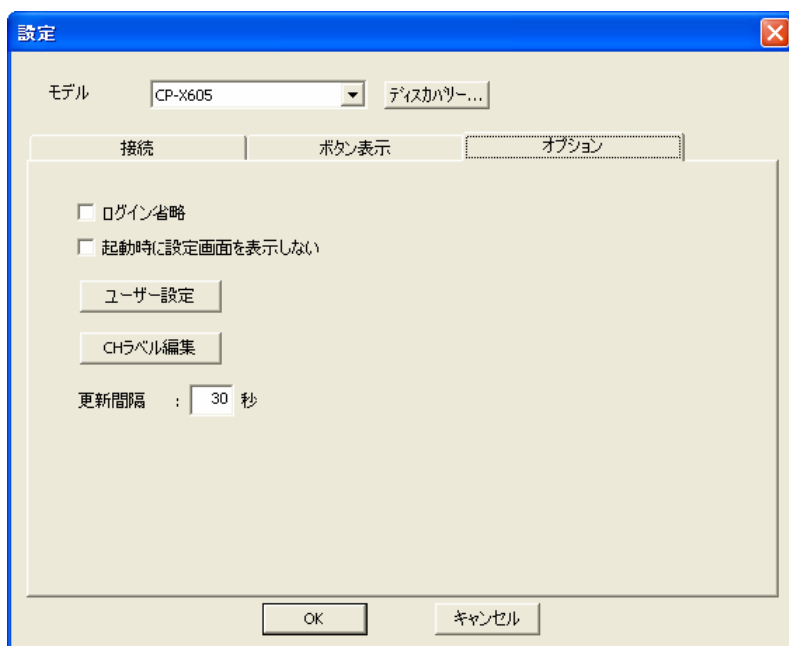 設定
モデル CP-X605 ディスカバリー...
接続 ボタン表示 オプション
ログイン省略
起動時に設定画面を表示しない
ユーザー設定
CHラベル編集
更新間隔 : 30 秒
OK キャンセル